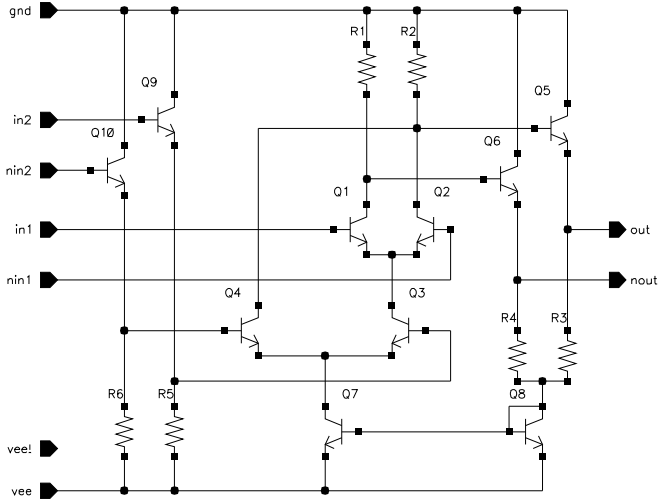 gnd
R1
R2
Q9
Q5
in2
Q10
Q6
nin2
Q1
Q2
in1
out
nin1
nout
Q4
Q3
R4
R3
R6
R5
Q7
Q8
vee!
vee